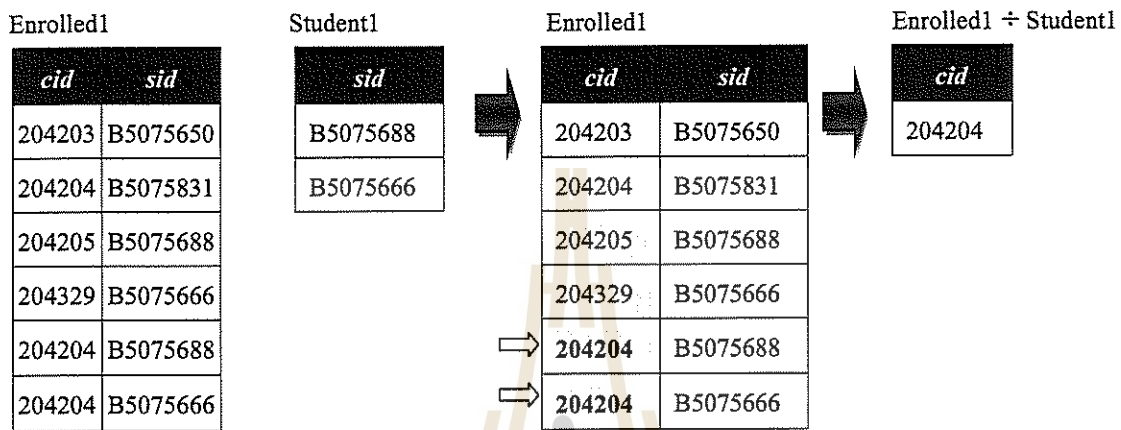 Enrolled1
cid sid
204203 B5075650
204204 B5075831
204205 B5075688
204329 B5075666
204204 B5075688
204204 B5075666
Student1
sid
B5075688
B5075666
Enrolled1
cid sid
204203 B5075650
204204 B5075831
204205 B5075688
204329 B5075666
204204 B5075688
204204 B5075666
Enrolled1 ÷ Student1
cid
204204